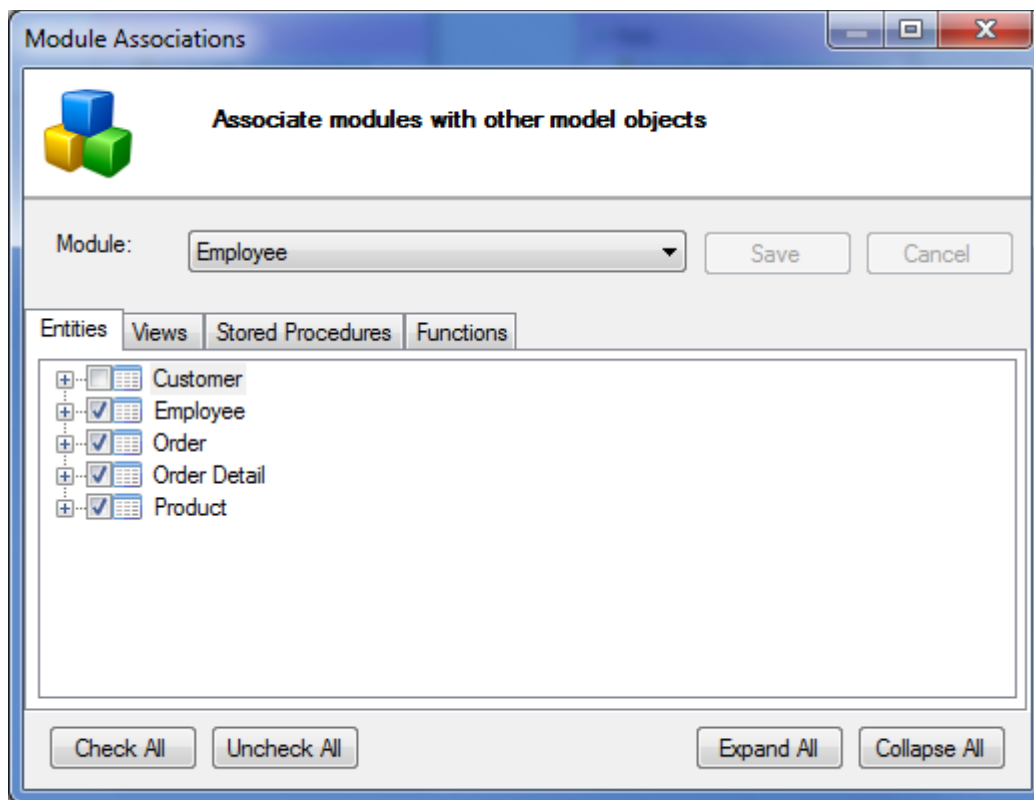 Module Associations
Associate modules with other model objects
Module: Employee Save Cancel
Entities Views Stored Procedures Functions
Customer
Employee
Order
Order Detail
Product
Check All Uncheck All Expand All Collapse All